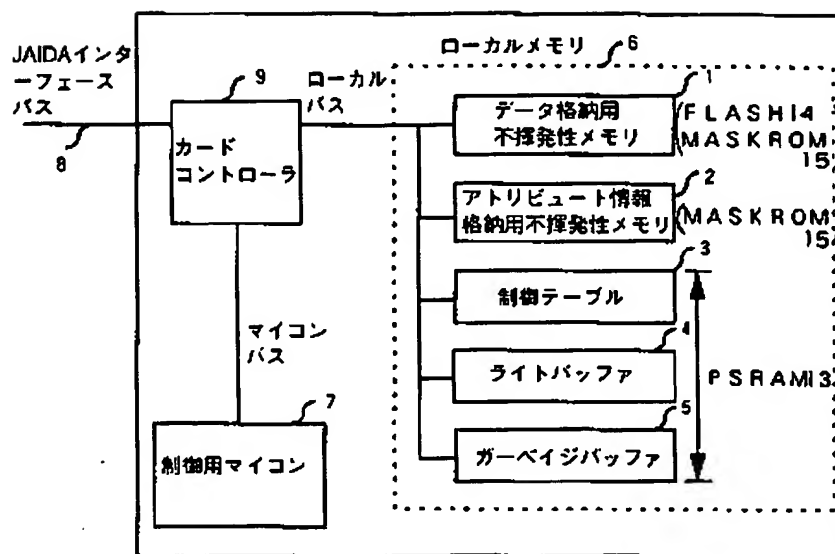 JAIDAインタ
ーフェース
バス
8
9
カード
コントローラ
ローカル
バス
ローカルメモリ
6
1
データ格納用
不揮発性メモリ
FLASH14
MASKROM
15
2
アトリビュート情報
格納用不揮発性メモリ
MASKROM
15
3
制御テーブル
4
ライトバッファ
PSRAM13
5
ガーベイジバッファ
マイコン
バス
7
制御用マイコン